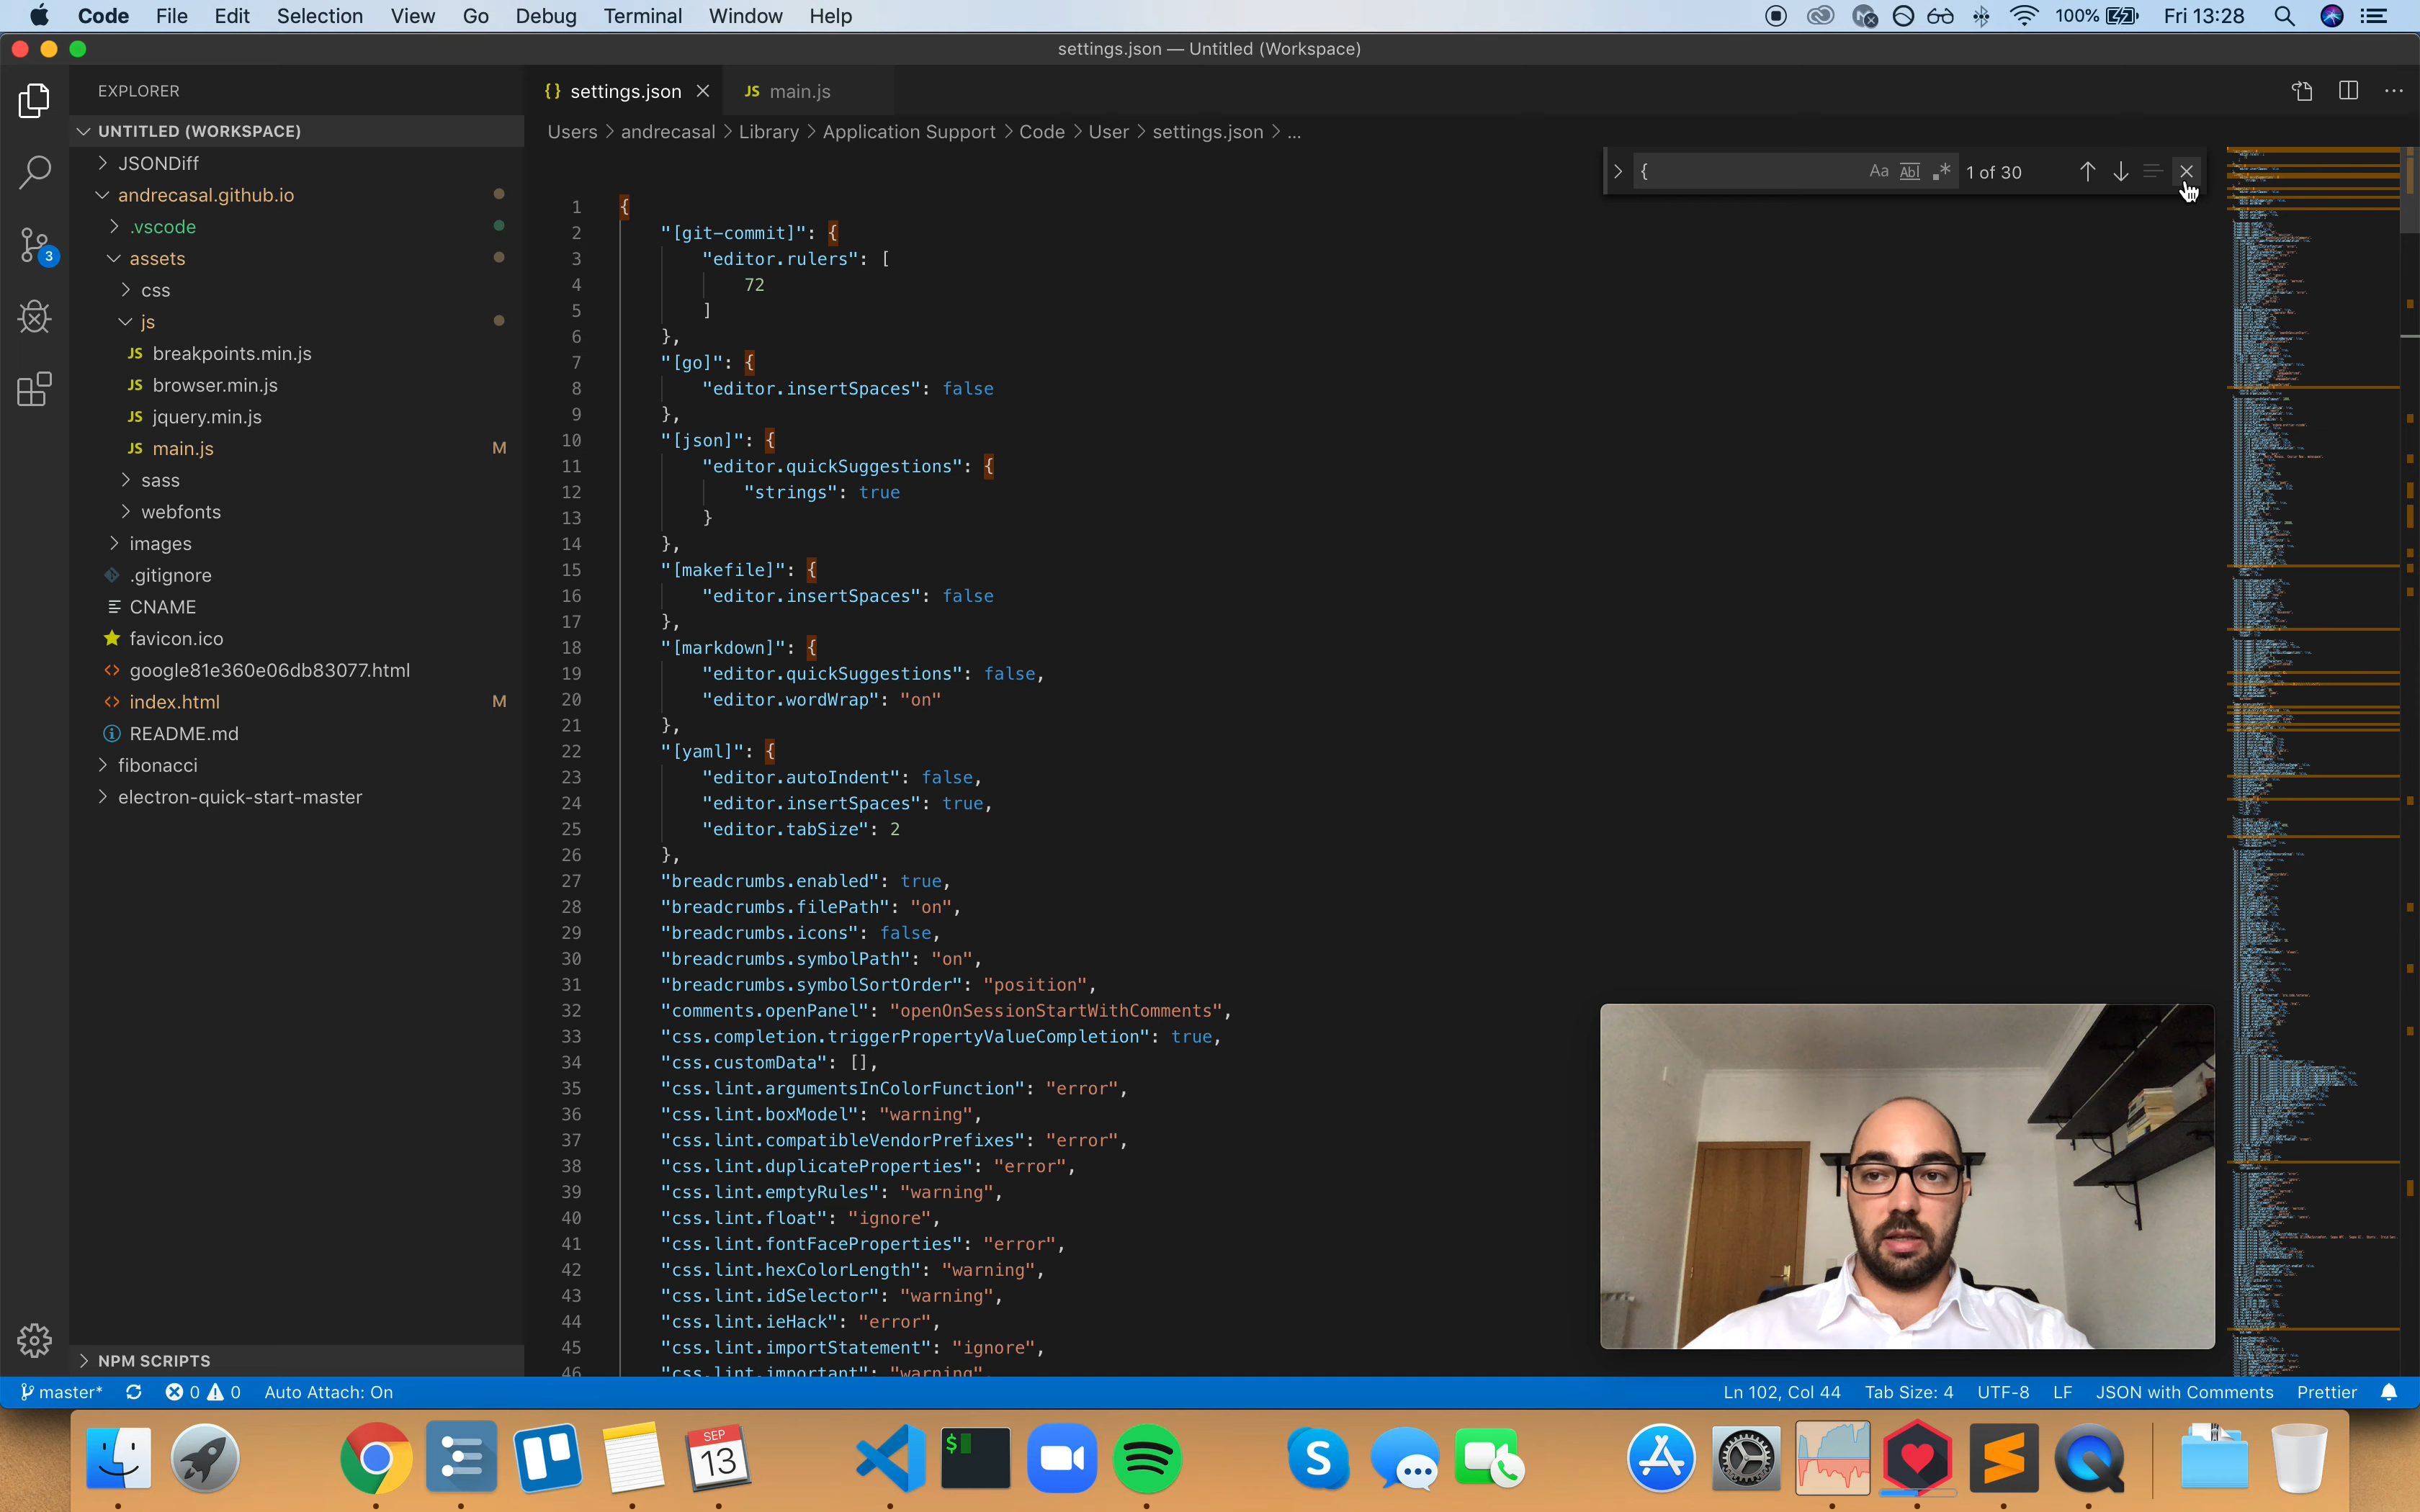 Code File Edit Selection View Go Debug Terminal Window Help 100% Fri 13:28
settings.json — Untitled (Workspace)
EXPLORER
UNTITLED (WORKSPACE)
JSONDiff
andrecasal.github.io
.vscode
assets
css
js
JS breakpoints.min.js
JS browser.min.js
JS jquery.min.js
JS main.js M
sass
webfonts
images
.gitignore
CNAME
favicon.ico
google81e360e06db83077.html
index.html M
README.md
fibonacci
electron-quick-start-master
NPM SCRIPTS
3
{} settings.json JS main.js
Users > andrecasal > Library > Application Support > Code > User > settings.json > ...
{ Aa Abl .* 1 of 30
1 {
2 "[git-commit]": {
3 "editor.rulers": [
4 72
5 ]
6 },
7 "[go]": {
8 "editor.insertSpaces": false
9 },
10 "[json]": {
11 "editor.quickSuggestions": {
12 "strings": true
13 }
14 },
15 "[makefile]": {
16 "editor.insertSpaces": false
17 },
18 "[markdown]": {
19 "editor.quickSuggestions": false,
20 "editor.wordWrap": "on"
21 },
22 "[yaml]": {
23 "editor.autoIndent": false,
24 "editor.insertSpaces": true,
25 "editor.tabSize": 2
26 },
27 "breadcrumbs.enabled": true,
28 "breadcrumbs.filePath": "on",
29 "breadcrumbs.icons": false,
30 "breadcrumbs.symbolPath": "on",
31 "breadcrumbs.symbolSortOrder": "position",
32 "comments.openPanel": "openOnSessionStartWithComments",
33 "css.completion.triggerPropertyValueCompletion": true,
34 "css.customData": [],
35 "css.lint.argumentsInColorFunction": "error",
36 "css.lint.boxModel": "warning",
37 "css.lint.compatibleVendorPrefixes": "error",
38 "css.lint.duplicateProperties": "error",
39 "css.lint.emptyRules": "warning",
40 "css.lint.float": "ignore",
41 "css.lint.fontFaceProperties": "error",
42 "css.lint.hexColorLength": "warning",
43 "css.lint.idSelector": "warning",
44 "css.lint.ieHack": "error",
45 "css.lint.importStatement": "ignore",
46 "css.lint.important": "warning",
master* 0 0 Auto Attach: On Ln 102, Col 44 Tab Size: 4 UTF-8 LF JSON with Comments Prettier
SEP
13
$
S